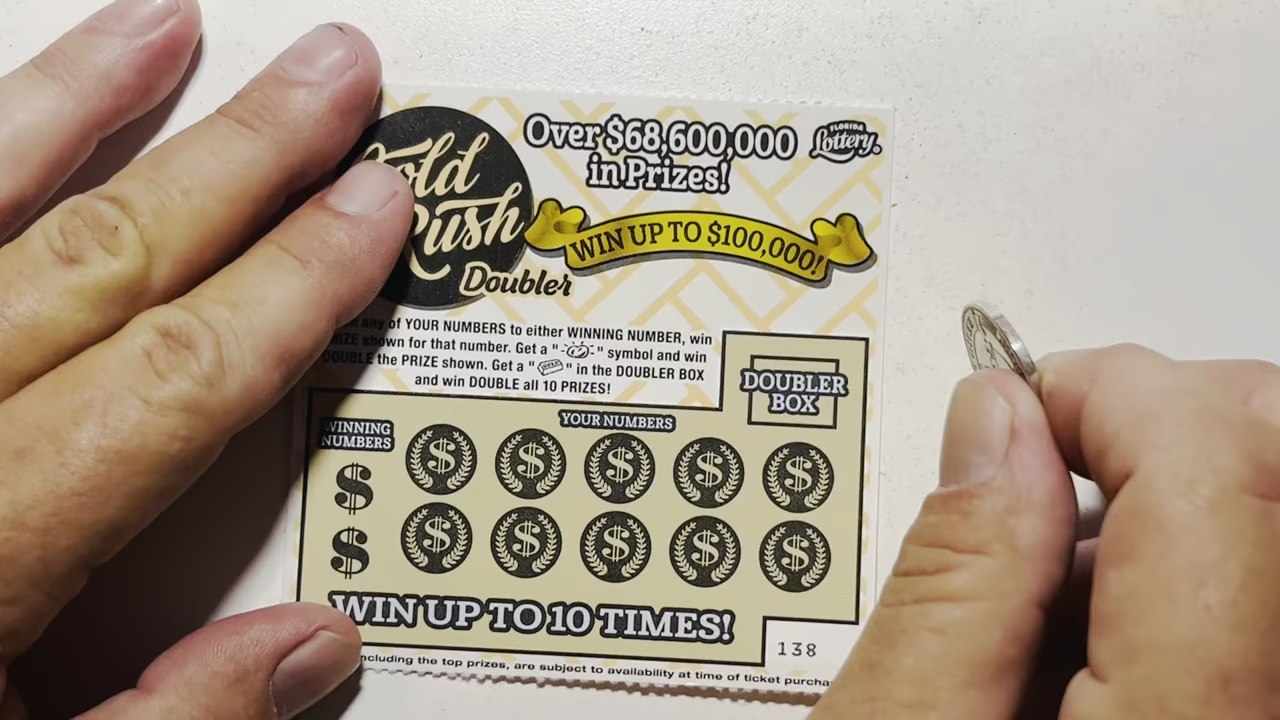 Over $68,600,000
in Prizes!
FLORIDA
Lottery
Gold
Rush
Doubler
WIN UP TO $100,000!
any of YOUR NUMBERS to either WINNING NUMBER, win
shown for that number. Get a " " symbol and win
DOUBLE the PRIZE shown. Get a " " in the DOUBLER BOX
and win DOUBLE all 10 PRIZES!
DOUBLER
BOX
YOUR NUMBERS
WINNING
NUMBERS
$ $ $ $ $ $
$ $ $ $ $ $
WIN UP TO 10 TIMES!
138
including the top prizes, are subject to availability at time of ticket